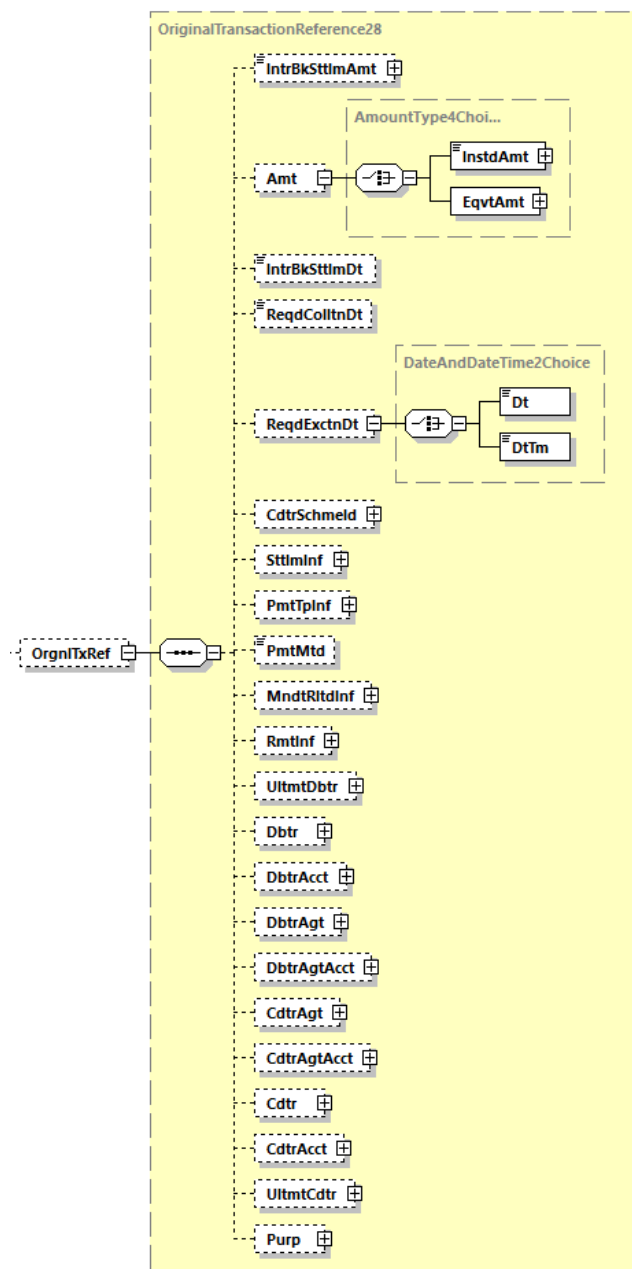 OriginalTransactionReference28
IntrBkSttlmAmt
AmountType4Choi...
InstdAmt
Amt
EqvtAmt
IntrBkSttlmDt
ReqdColltnDt
DateAndDateTime2Choice
Dt
ReqdExctnDt
DtTm
CdtrSchmeId
SttlmInf
PmtTpInf
OrgnlTxRef
PmtMtd
MndtRltdInf
RmtInf
UltmtDbtr
Dbtr
DbtrAcct
DbtrAgt
DbtrAgtAcct
CdtrAgt
CdtrAgtAcct
Cdtr
CdtrAcct
UltmtCdtr
Purp